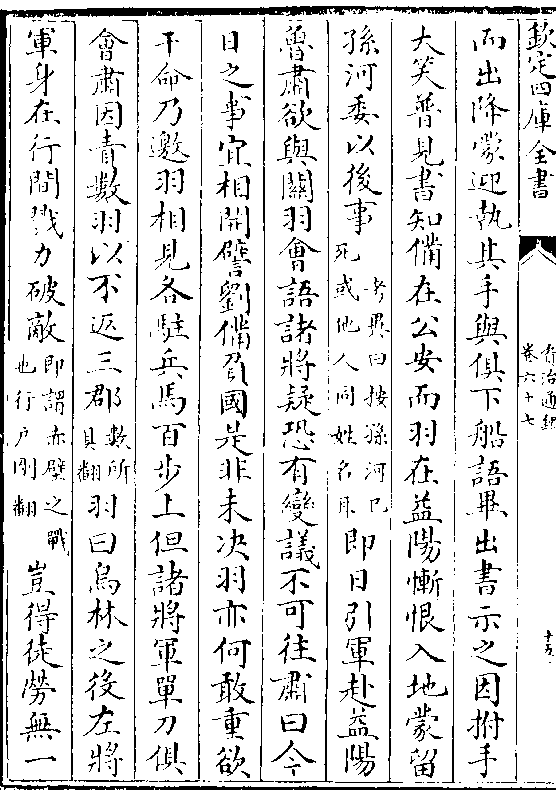 欽定四庫全書
資治通鑑
卷六十七
十五
而出降蒙迎執其手與俱下船語畢出書示之因拊手
大笑普見書知備在公安而羽在益陽慚恨入地蒙留
孫河委以後事考異曰按孫河已死或他人同姓名耳即日引軍赴益陽
魯肅欲與關羽會語諸將疑恐有變議不可往肅曰今
日之事宜相開譬劉備負國是非未決羽亦何敢重欲
干命乃邀羽相見各駐兵馬百步上但諸將軍單刀俱
會肅因責數羽以不返三郡數所具翻羽曰烏林之役左將
軍身在行間戮力破敵即謂赤壁之戰也行戶剛翻豈得徒勞無一